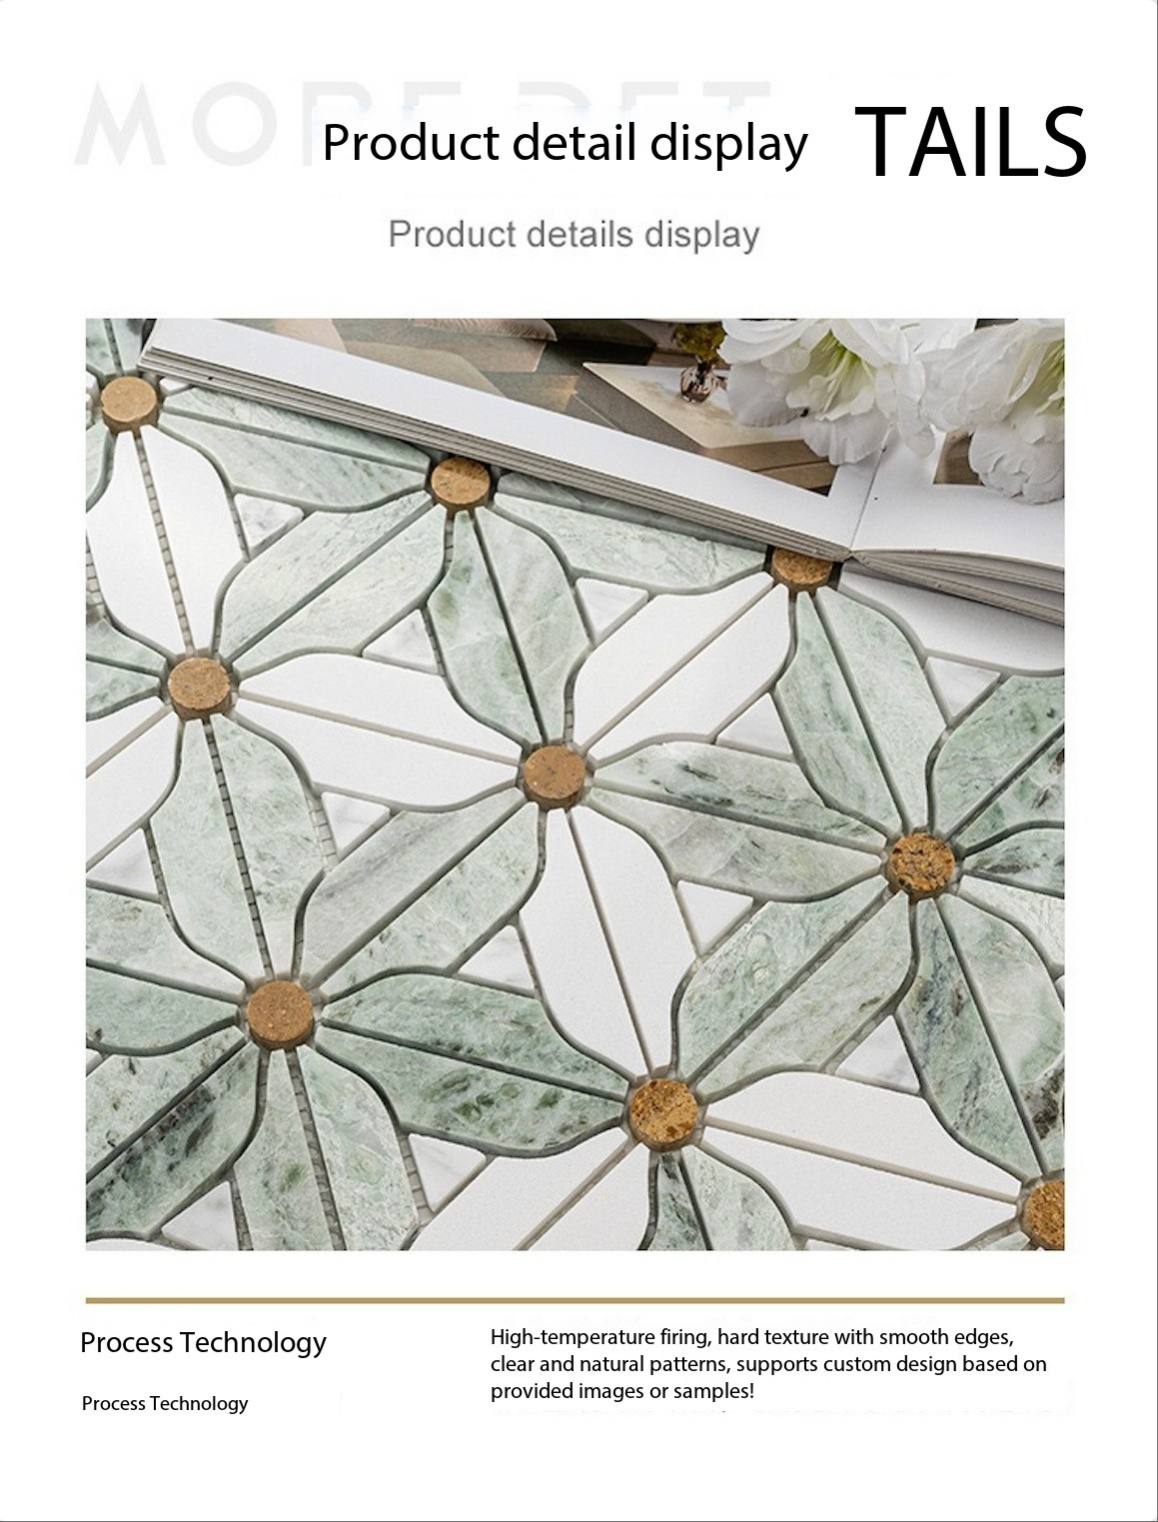 MORE DET TAILS
Product detail display
Product details display
Process Technology
High-temperature firing, hard texture with smooth edges,
clear and natural patterns, supports custom design based on
provided images or samples!
Process Technology